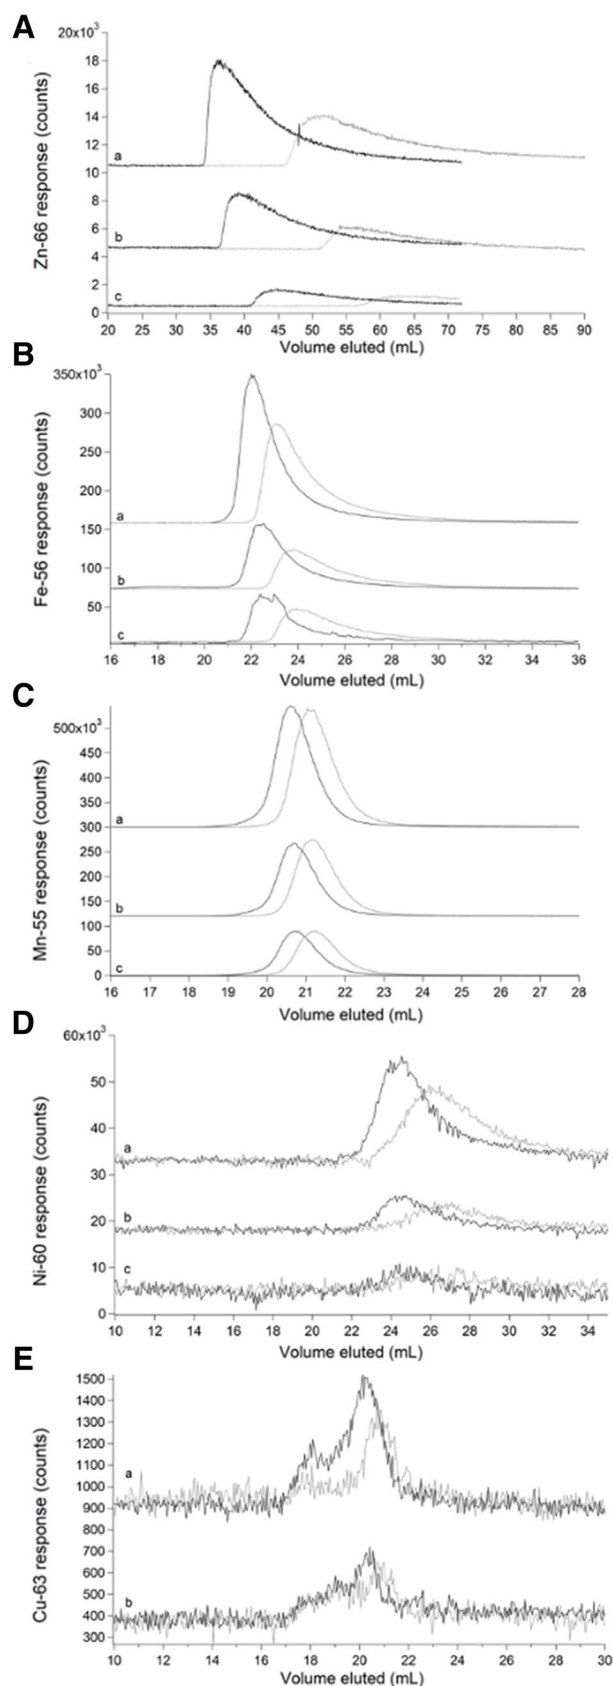 A
20x10³
18
16
14
12
10
8
6
4
2
0
Zn-66 response (counts)
a
b
c
20 25 30 35 40 45 50 55 60 65 70 75 80 85 90
Volume eluted (mL)
B
350x10³
300
250
200
150
100
50
Fe-56 response (counts)
a
b
c
16 18 20 22 24 26 28 30 32 34 36
Volume eluted (mL)
C
500x10³
450
400
350
300
250
200
150
100
50
0
Mn-55 response (counts)
a
b
c
16 17 18 19 20 21 22 23 24 25 26 27 28
Volume eluted (mL)
D
60x10³
50
40
30
20
10
0
Ni-60 response (counts)
a
b
c
10 12 14 16 18 20 22 24 26 28 30 32 34
Volume eluted (mL)
E
1500
1400
1300
1200
1100
1000
900
800
700
600
500
400
300
Cu-63 response (counts)
a
b
10 12 14 16 18 20 22 24 26 28 30
Volume eluted (mL)